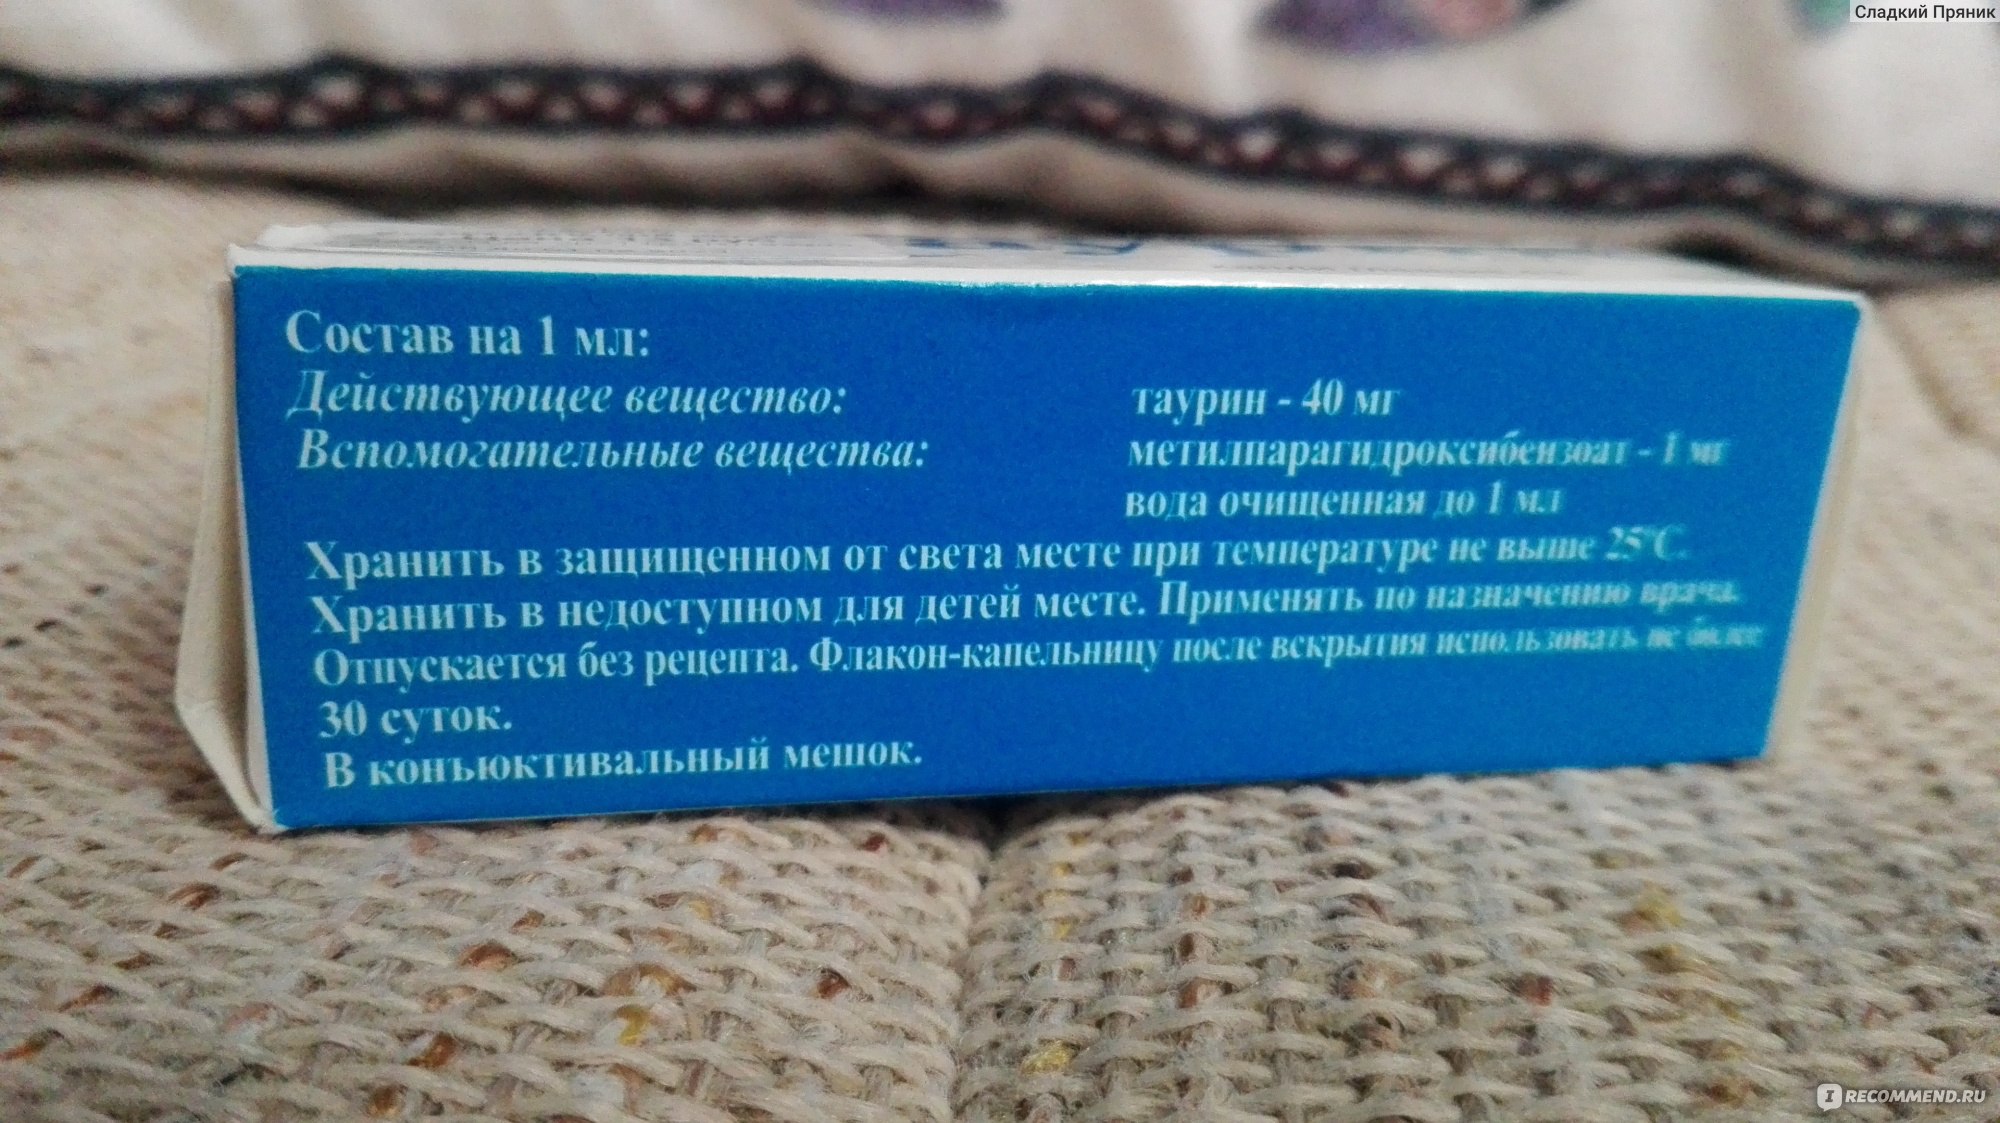 Сладкий Пряник
Состав на 1 мл:
Действующее вещество: таурин - 40 мг
Вспомогательные вещества: метилпарагидроксибензоат - 1 мг
вода очищенная до 1 мл
Хранить в защищенном от света месте при температуре не выше 25°С.
Хранить в недоступном для детей месте. Применять по назначению врача.
Отпускается без рецепта. Флакон-капельницу после вскрытия использовать не более
30 суток.
В конъюктивальный мешок.
IRECOMMEND.RU